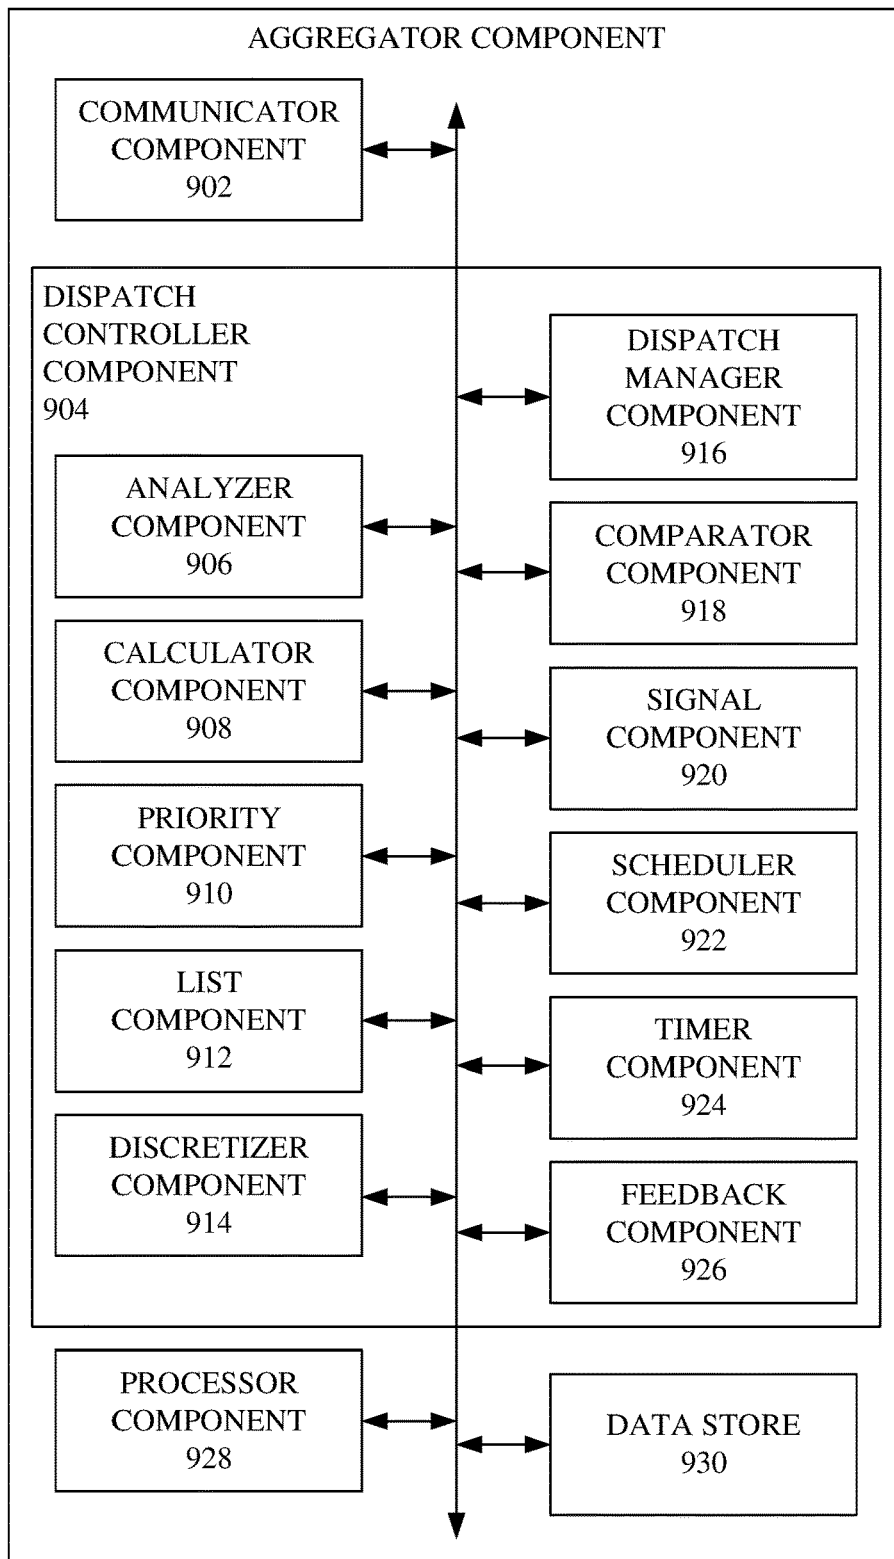 AGGREGATOR COMPONENT
COMMUNICATOR
COMPONENT
902
DISPATCH
CONTROLLER
COMPONENT
904
ANALYZER
COMPONENT
906
CALCULATOR
COMPONENT
908
PRIORITY
COMPONENT
910
LIST
COMPONENT
912
DISCRETIZER
COMPONENT
914
DISPATCH
MANAGER
COMPONENT
916
COMPARATOR
COMPONENT
918
SIGNAL
COMPONENT
920
SCHEDULER
COMPONENT
922
TIMER
COMPONENT
924
FEEDBACK
COMPONENT
926
PROCESSOR
COMPONENT
928
DATA STORE
930